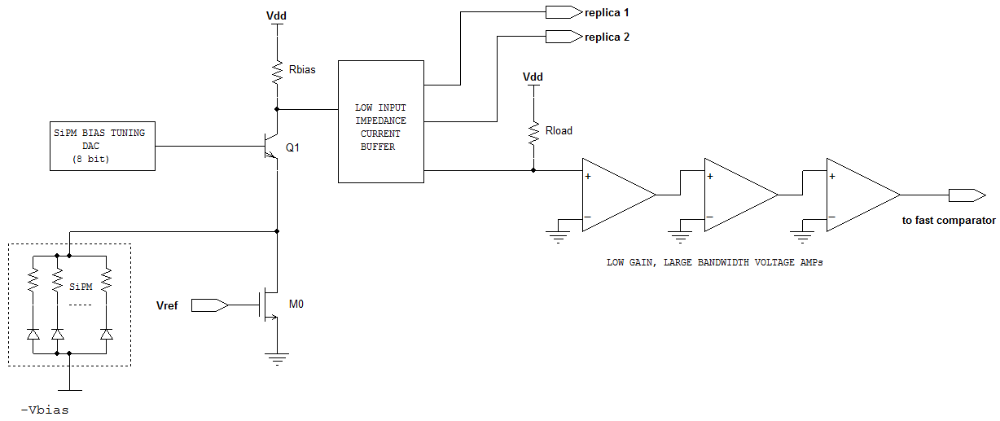 Vdd
replica 1
replica 2
Rbias
Vdd
LOW INPUT
IMPEDANCE
CURRENT
BUFFER
Rload
SiPM BIAS TUNING
DAC
(8 bit)
Q1
+
+
+
−
−
−
to fast comparator
LOW GAIN, LARGE BANDWIDTH VOLTAGE AMPs
SiPM
Vref
M0
-Vbias